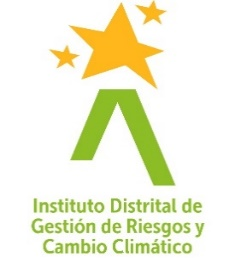 Instituto Distrital de
Gestión de Riesgos y
Cambio Climático